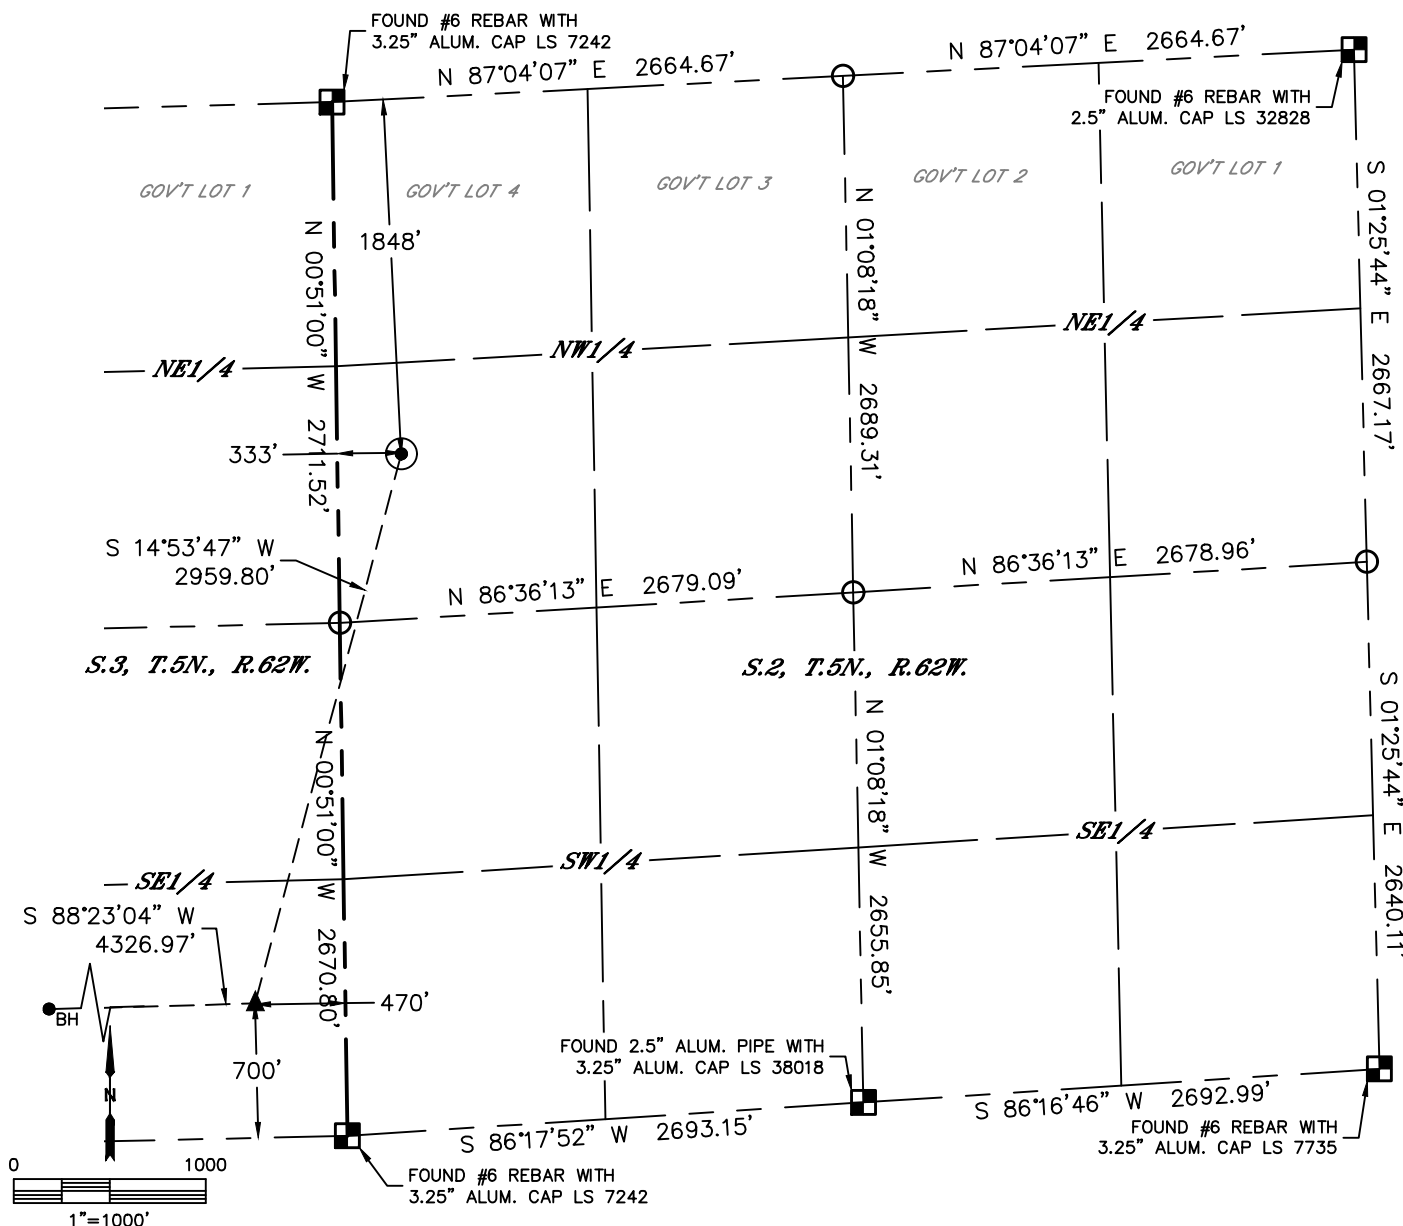 FOUND #6 REBAR WITH
3.25" ALUM. CAP LS 7242
N 87°04'07" E 2664.67'
N 87°04'07" E 2664.67'
FOUND #6 REBAR WITH
2.5" ALUM. CAP LS 32828
GOV'T LOT 1
GOV'T LOT 4
GOV'T LOT 3
GOV'T LOT 2
GOV'T LOT 1
1848'
N 00°51'00" W 2711.52'
N 01°08'18" W 2689.31'
S 01°25'44" E 2667.17'
NE1/4
NW1/4
NE1/4
333'
S 14°53'47" W
2959.80'
N 86°36'13" E 2679.09'
N 86°36'13" E 2678.96'
S.3, T.5N., R.62W.
S.2, T.5N., R.62W.
N 00°51'00" W 2670.80'
N 01°08'18" W 2655.85'
S 01°25'44" E 2640.11'
SE1/4
SW1/4
SE1/4
S 88°23'04" W
4326.97'
BH
470'
700'
N
FOUND 2.5" ALUM. PIPE WITH
3.25" ALUM. CAP LS 38018
S 86°17'52" W 2693.15'
S 86°16'46" W 2692.99'
FOUND #6 REBAR WITH
3.25" ALUM. CAP LS 7735
FOUND #6 REBAR WITH
3.25" ALUM. CAP LS 7242
0 1000
1"=1000'